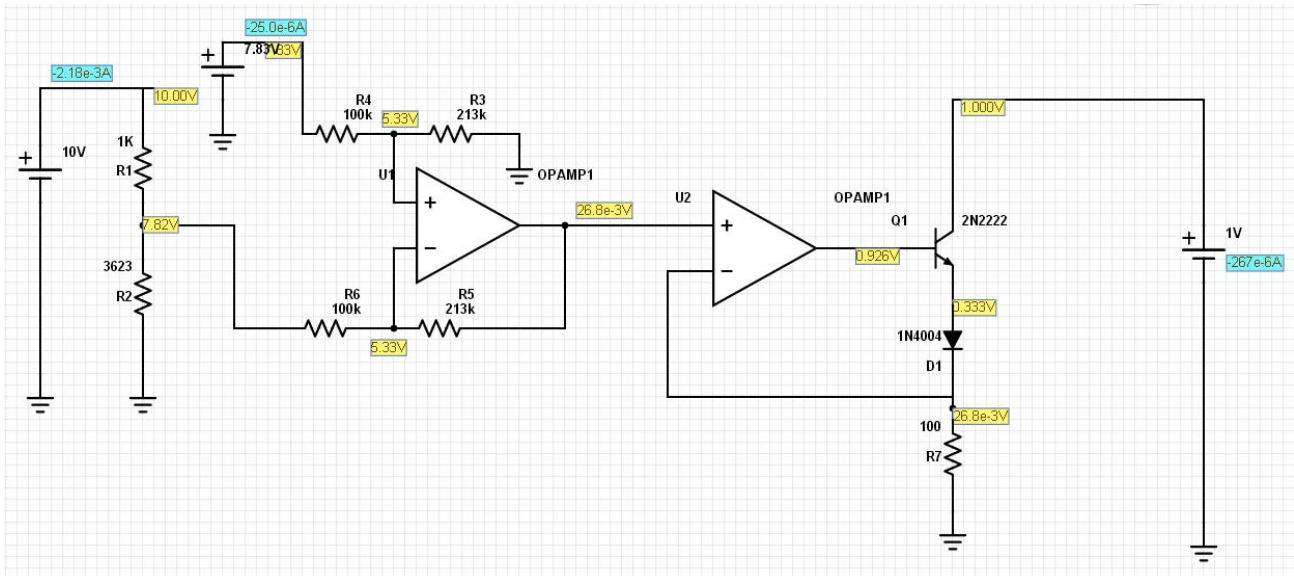 -25.0e-6A
7.83V
7.83V
-2.18e-3A
10.00V
10V
1K
R1
7.82V
3623
R2
R4
100k
5.33V
R3
213k
U1
OPAMP1
+
−
R6
100k
R5
213k
5.33V
26.8e-3V
U2
OPAMP1
+
−
0.926V
Q1
2N2222
1.000V
0.333V
1N4004
D1
26.8e-3V
100
R7
1V
-267e-6A
+
+
+